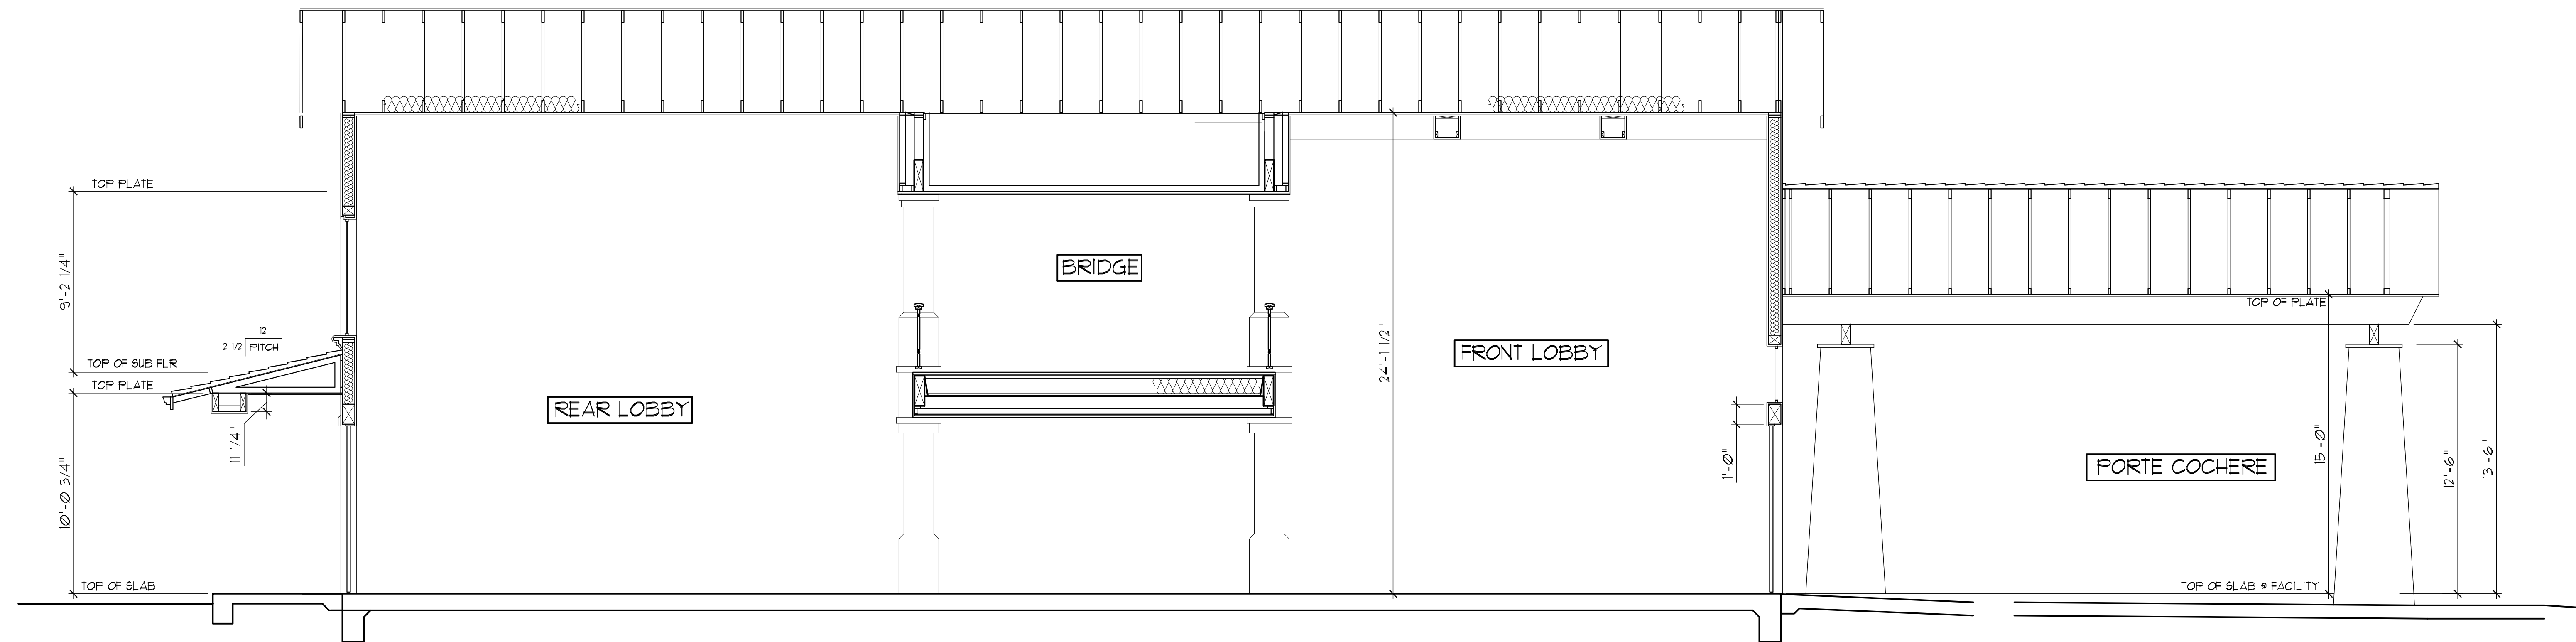 TOP PLATE
9'-2 1/4"
12
2 1/2 PITCH
TOP OF SUB FLR
TOP PLATE
11 1/4"
10'-0 3/4"
TOP OF SLAB
REAR LOBBY
BRIDGE
24'-1 1/2"
FRONT LOBBY
1'-0"
TOP OF PLATE
15'-0"
PORTE COCHERE
12'-6"
13'-6"
TOP OF SLAB @ FACILITY